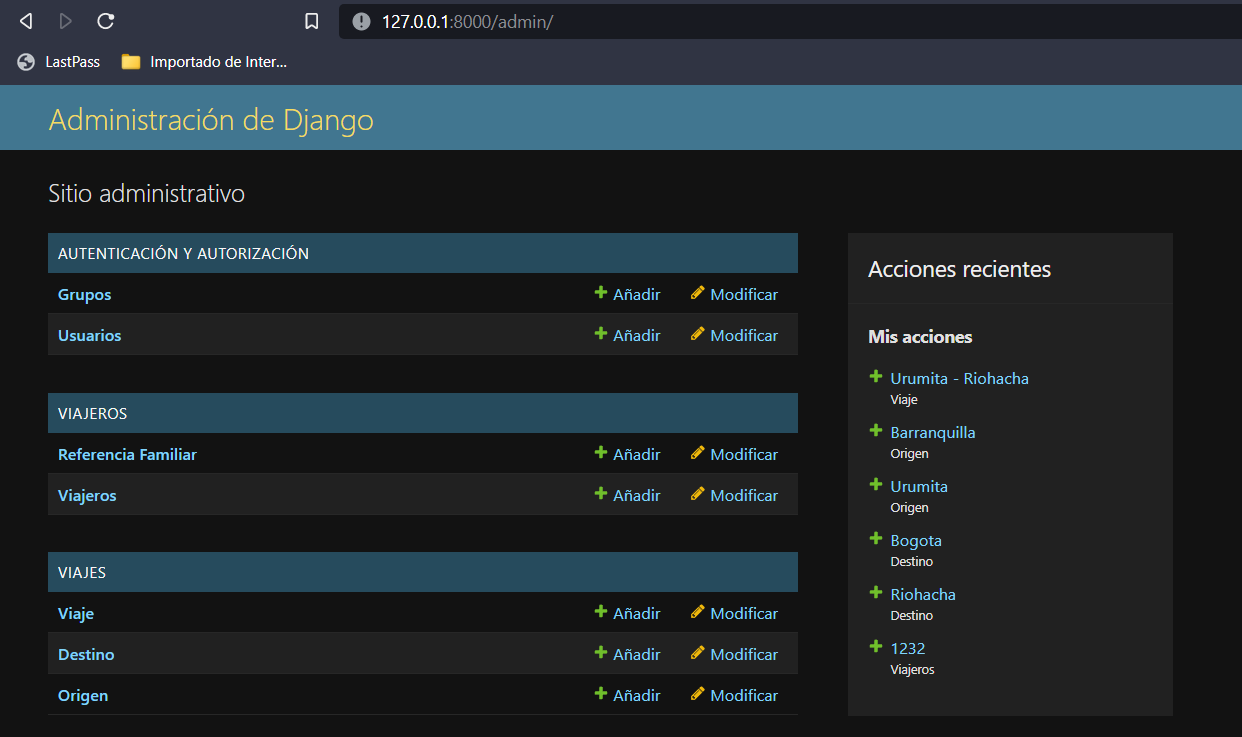 127.0.0.1:8000/admin/
LastPass Importado de Inter...
Administración de Django
Sitio administrativo
AUTENTICACIÓN Y AUTORIZACIÓN
Grupos Añadir Modificar
Usuarios Añadir Modificar
VIAJEROS
Referencia Familiar Añadir Modificar
Viajeros Añadir Modificar
VIAJES
Viaje Añadir Modificar
Destino Añadir Modificar
Origen Añadir Modificar
Acciones recientes
Mis acciones
Urumita - Riohacha
Viaje
Barranquilla
Origen
Urumita
Origen
Bogota
Destino
Riohacha
Destino
1232
Viajeros